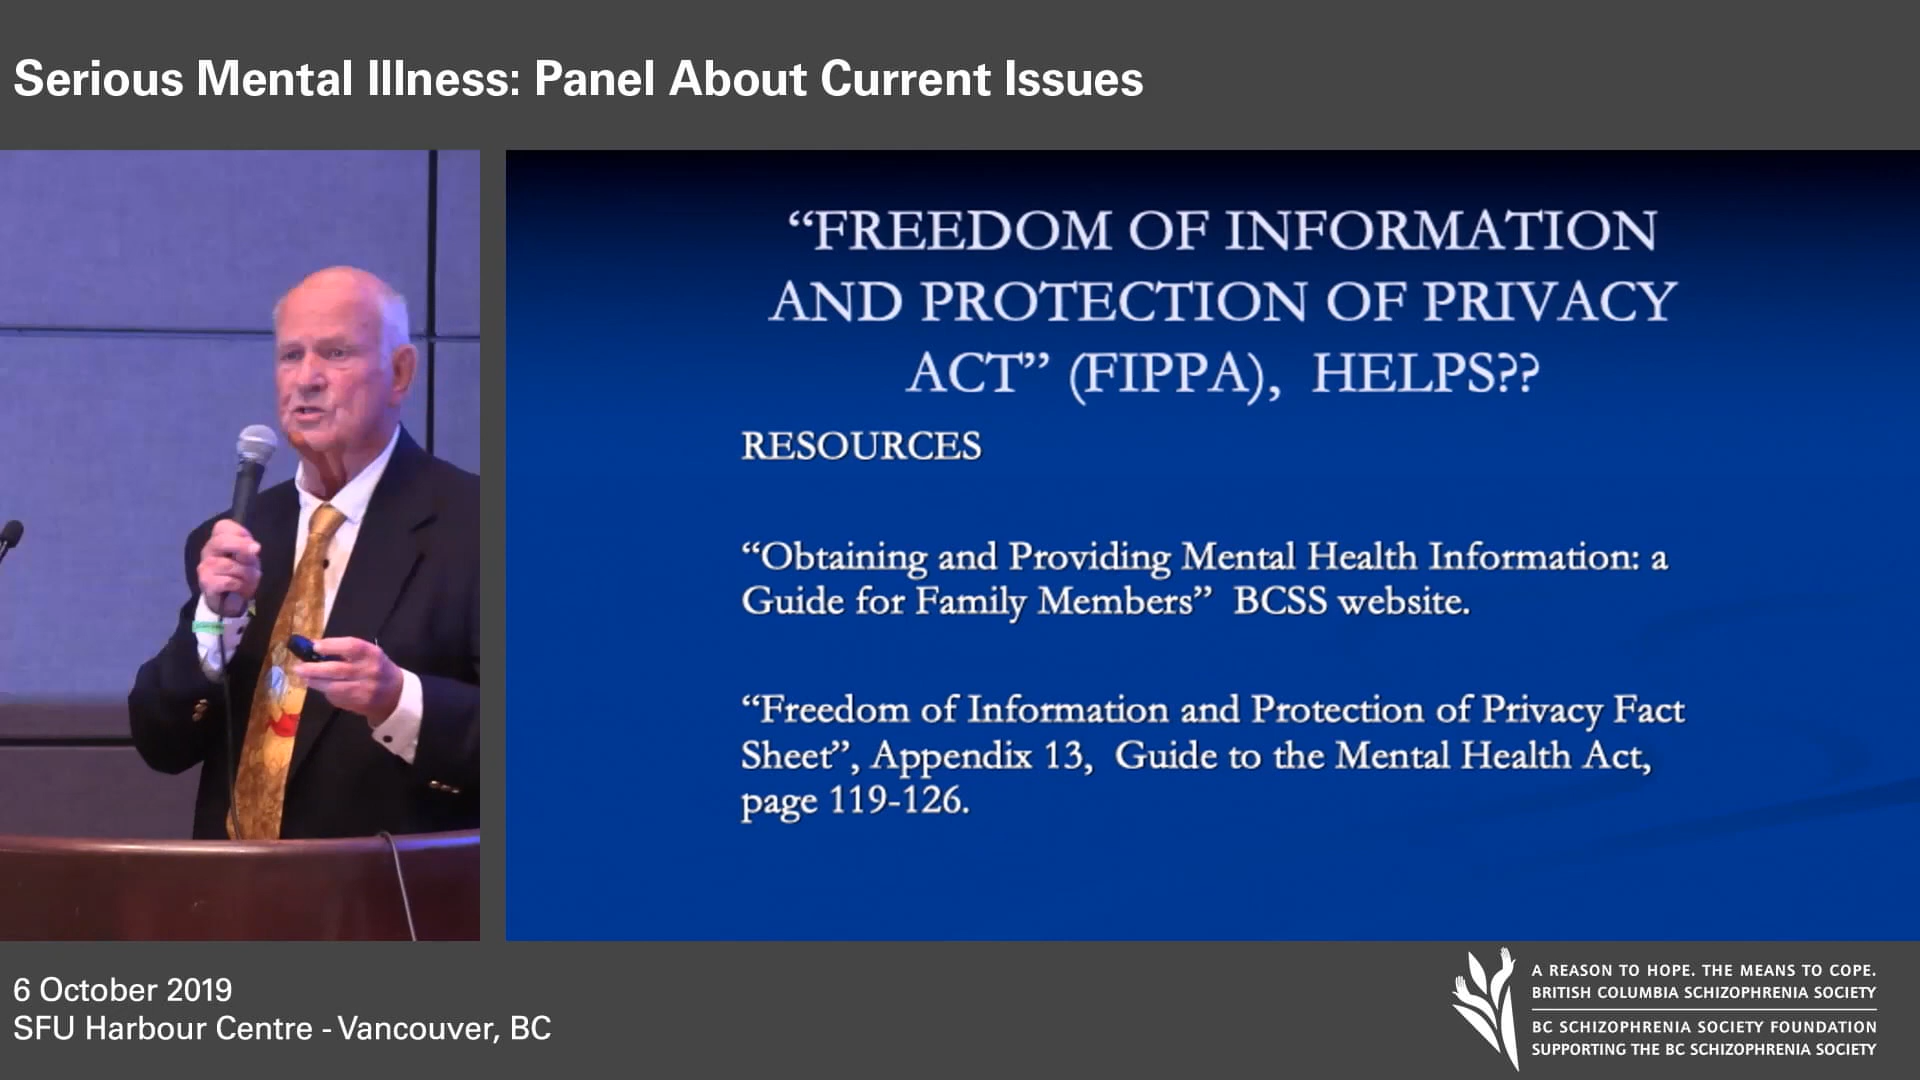 Serious Mental Illness: Panel About Current Issues
“FREEDOM OF INFORMATION
AND PROTECTION OF PRIVACY
ACT” (FIPPA),  HELPS??
RESOURCES
“Obtaining and Providing Mental Health Information: a
Guide for Family Members”  BCSS website.
“Freedom of Information and Protection of Privacy Fact
Sheet”, Appendix 13,  Guide to the Mental Health Act,
page 119-126.
6 October 2019
SFU Harbour Centre - Vancouver, BC
A REASON TO HOPE. THE MEANS TO COPE.
BRITISH COLUMBIA SCHIZOPHRENIA SOCIETY
BC SCHIZOPHRENIA SOCIETY FOUNDATION
SUPPORTING THE BC SCHIZOPHRENIA SOCIETY